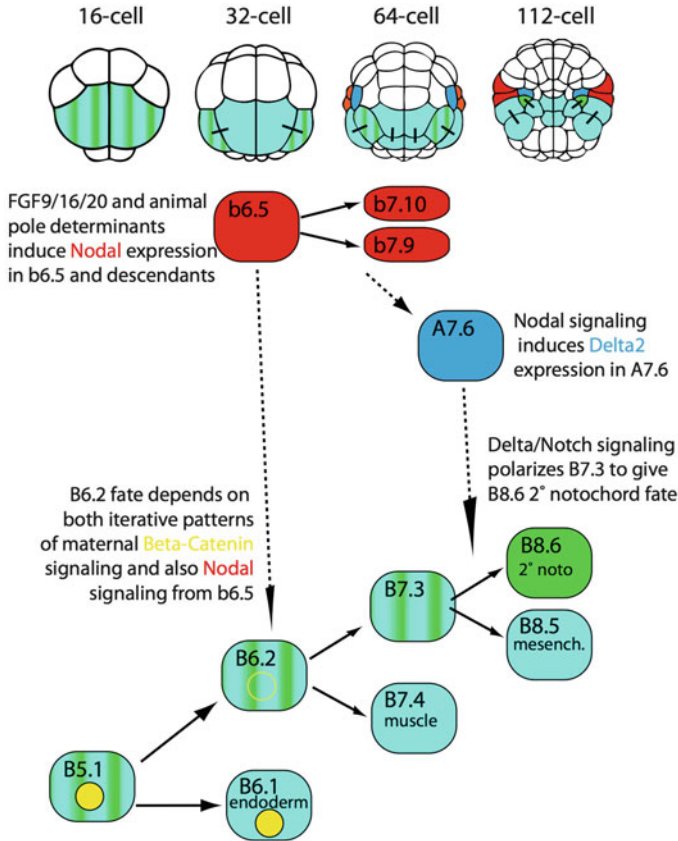 16-cell
32-cell
64-cell
112-cell
FGF9/16/20 and animal
pole determinants
induce Nodal expression
in b6.5 and descendants
b6.5
b7.10
b7.9
A7.6
Nodal signaling
induces Delta2
expression in A7.6
Delta/Notch signaling
polarizes B7.3 to give
B8.6 2˚ notochord fate
B6.2 fate depends on
both iterative patterns
of maternal Beta-Catenin
signaling and also Nodal
signaling from b6.5
B8.6
2˚ noto
B7.3
B8.5
mesench.
B6.2
B7.4
muscle
B5.1
B6.1
endoderm